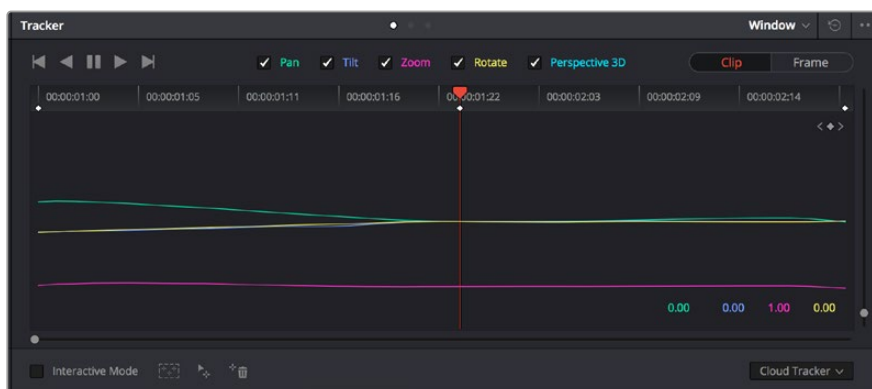 Tracker
Window
Pan Tilt Zoom Rotate Perspective 3D Clip Frame
00:00:01:00 00:00:01:05 00:00:01:11 00:00:01:16 00:00:01:22 00:00:02:03 00:00:02:09 00:00:02:14
0.00 0.00 1.00 0.00
Interactive Mode Cloud Tracker